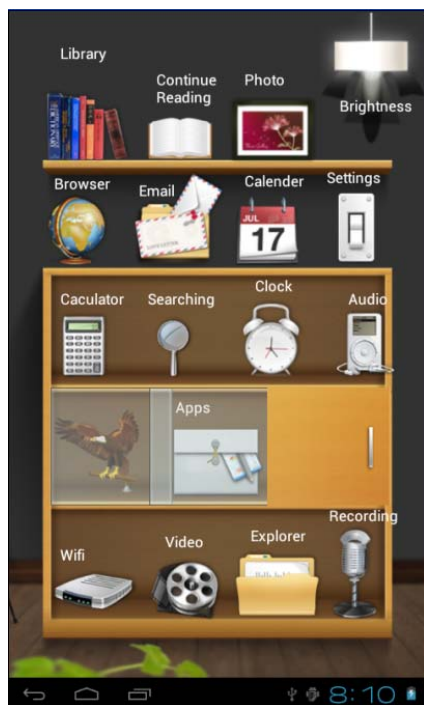 Library
Continue
Reading
Photo
Brightness
Browser
Email
Calender
Settings
JUL
17
Caculator
Searching
Clock
Audio
Apps
Wifi
Video
Explorer
Recording
8:10